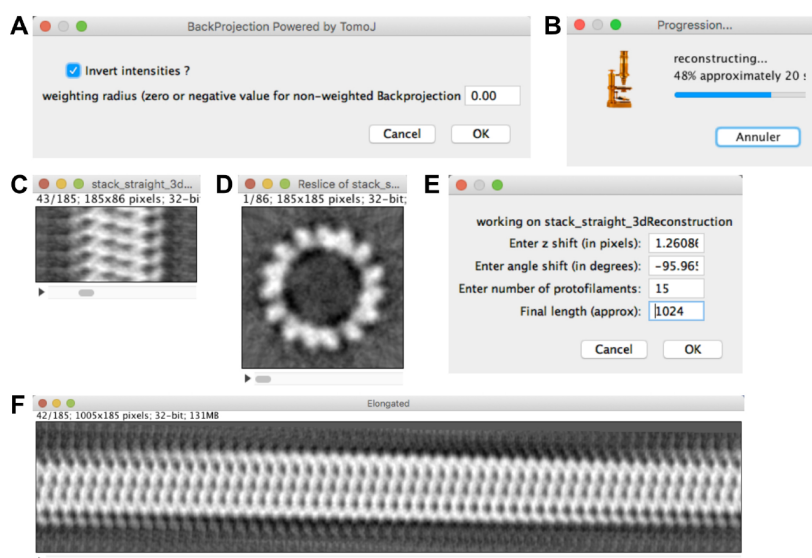 A
BackProjection Powered by TomoJ
Invert intensities ?
weighting radius (zero or negative value for non-weighted Backprojection 0.00
Cancel OK
B
Progression...
reconstructing...
48% approximately 20 s
Annuler
C
stack_straight_3d...
43/185; 185x86 pixels; 32-bit
D
Reslice of stack_s...
1/86; 185x185 pixels; 32-bit;
E
working on stack_straight_3dReconstruction
Enter z shift (in pixels): 1.26086
Enter angle shift (in degrees): -95.965
Enter number of protofilaments: 15
Final length (approx): 1024
Cancel OK
F
Elongated
42/185; 1005x185 pixels; 32-bit; 131MB